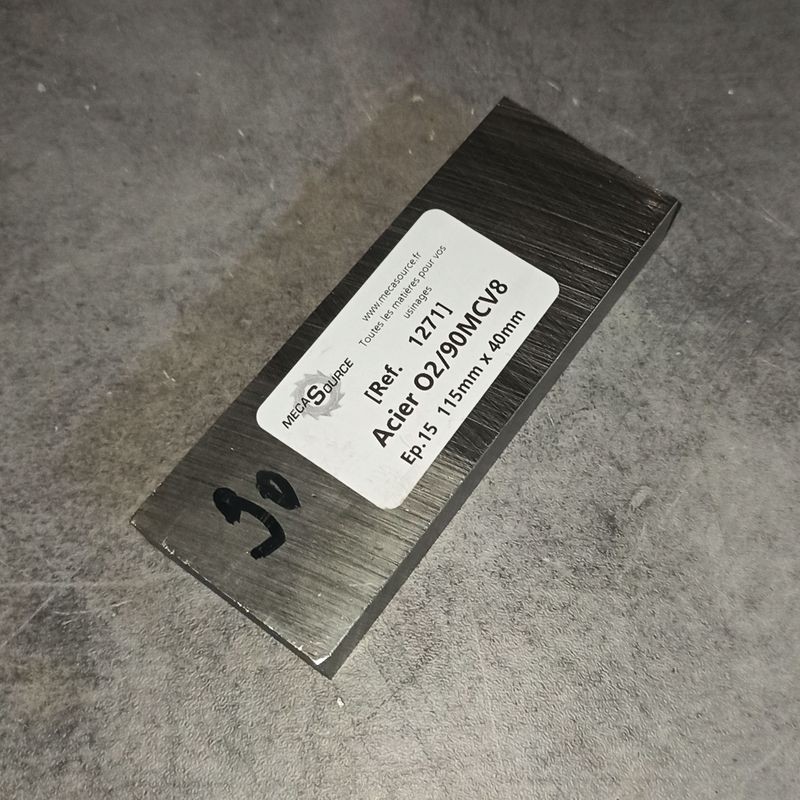 MECASOURCE
www.mecasource.fr
Toutes les matières pour vos
usinages
[Ref. 1271]
Acier O2/90MCV8
Ep.15 115mm x 40mm
90